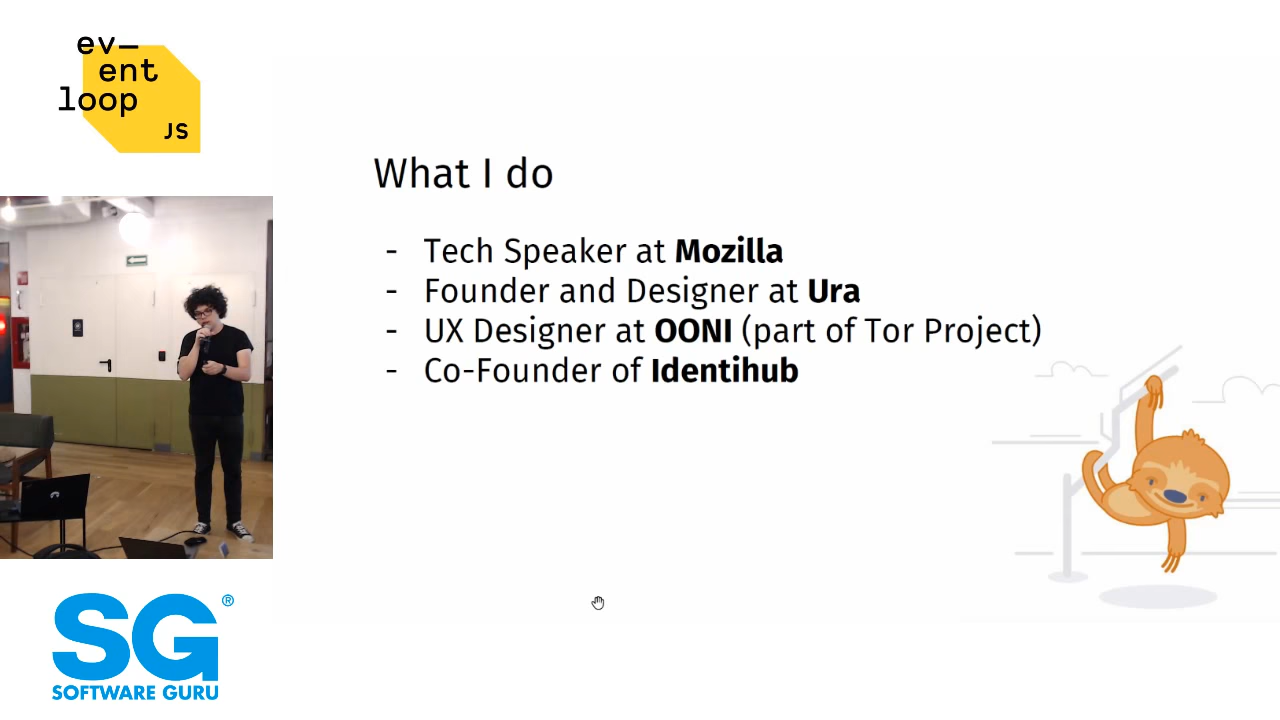 ev—
ent
loop
JS
What I do
- Tech Speaker at Mozilla
- Founder and Designer at Ura
- UX Designer at OONI (part of Tor Project)
- Co-Founder of Identihub
SG®
SOFTWARE GURU